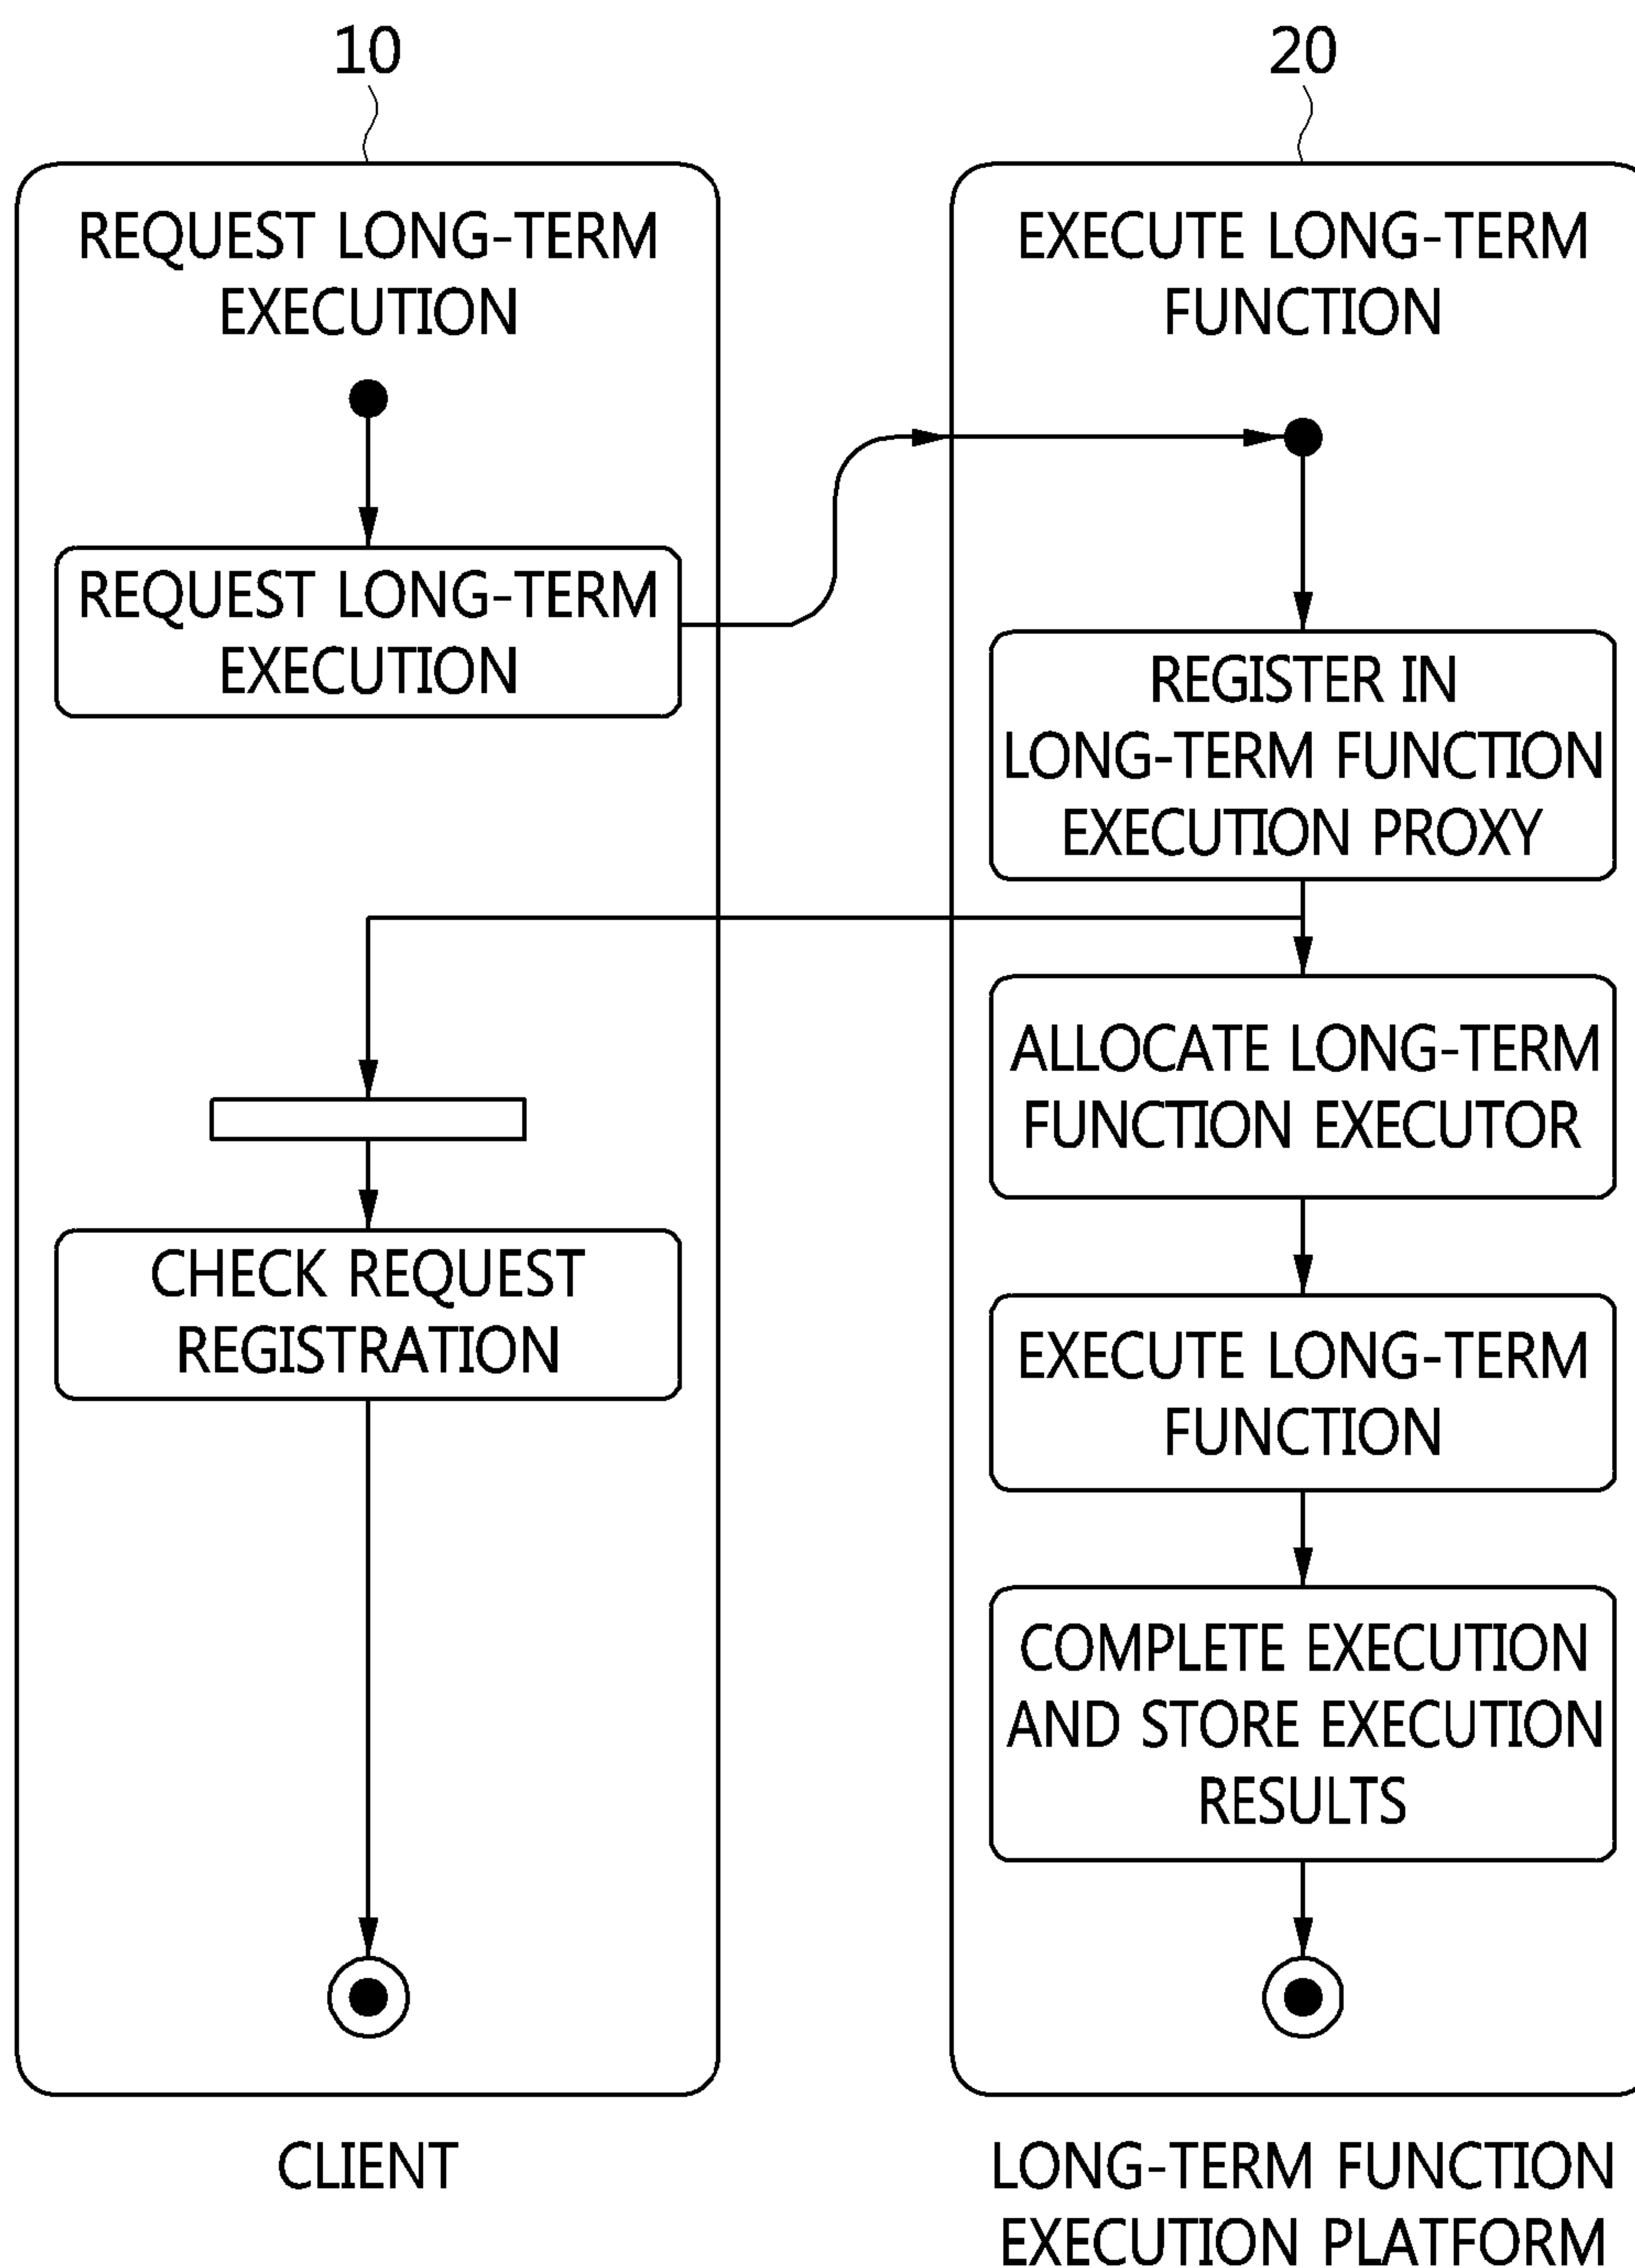 10
REQUEST LONG-TERM
EXECUTION
REQUEST LONG-TERM
EXECUTION
CHECK REQUEST
REGISTRATION
CLIENT
20
EXECUTE LONG-TERM
FUNCTION
REGISTER IN
LONG-TERM FUNCTION
EXECUTION PROXY
ALLOCATE LONG-TERM
FUNCTION EXECUTOR
EXECUTE LONG-TERM
FUNCTION
COMPLETE EXECUTION
AND STORE EXECUTION
RESULTS
LONG-TERM FUNCTION
EXECUTION PLATFORM